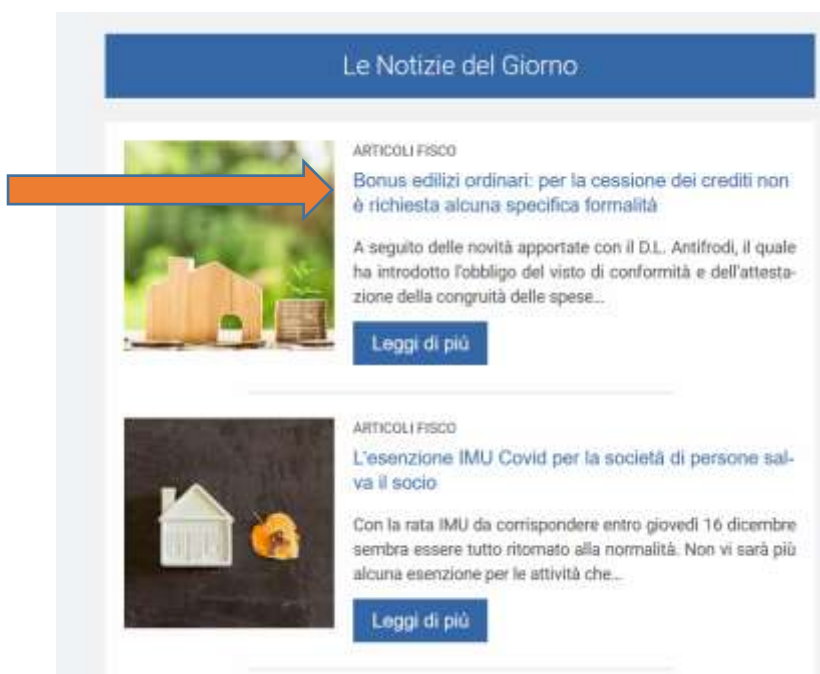 Le Notizie del Giorno
ARTICOLI FISCO
Bonus edilizi ordinari: per la cessione dei crediti non
è richiesta alcuna specifica formalità
A seguito delle novità apportate con il D.L. Antifrodi, il quale
ha introdotto l'obbligo del visto di conformità e dell'attesta-
zione della congruità delle spese...
Leggi di più
ARTICOLI FISCO
L'esenzione IMU Covid per la società di persone sal-
va il socio
Con la rata IMU da corrispondere entro giovedì 16 dicembre
sembra essere tutto ritornato alla normalità. Non vi sarà più
alcuna esenzione per le attività che...
Leggi di più